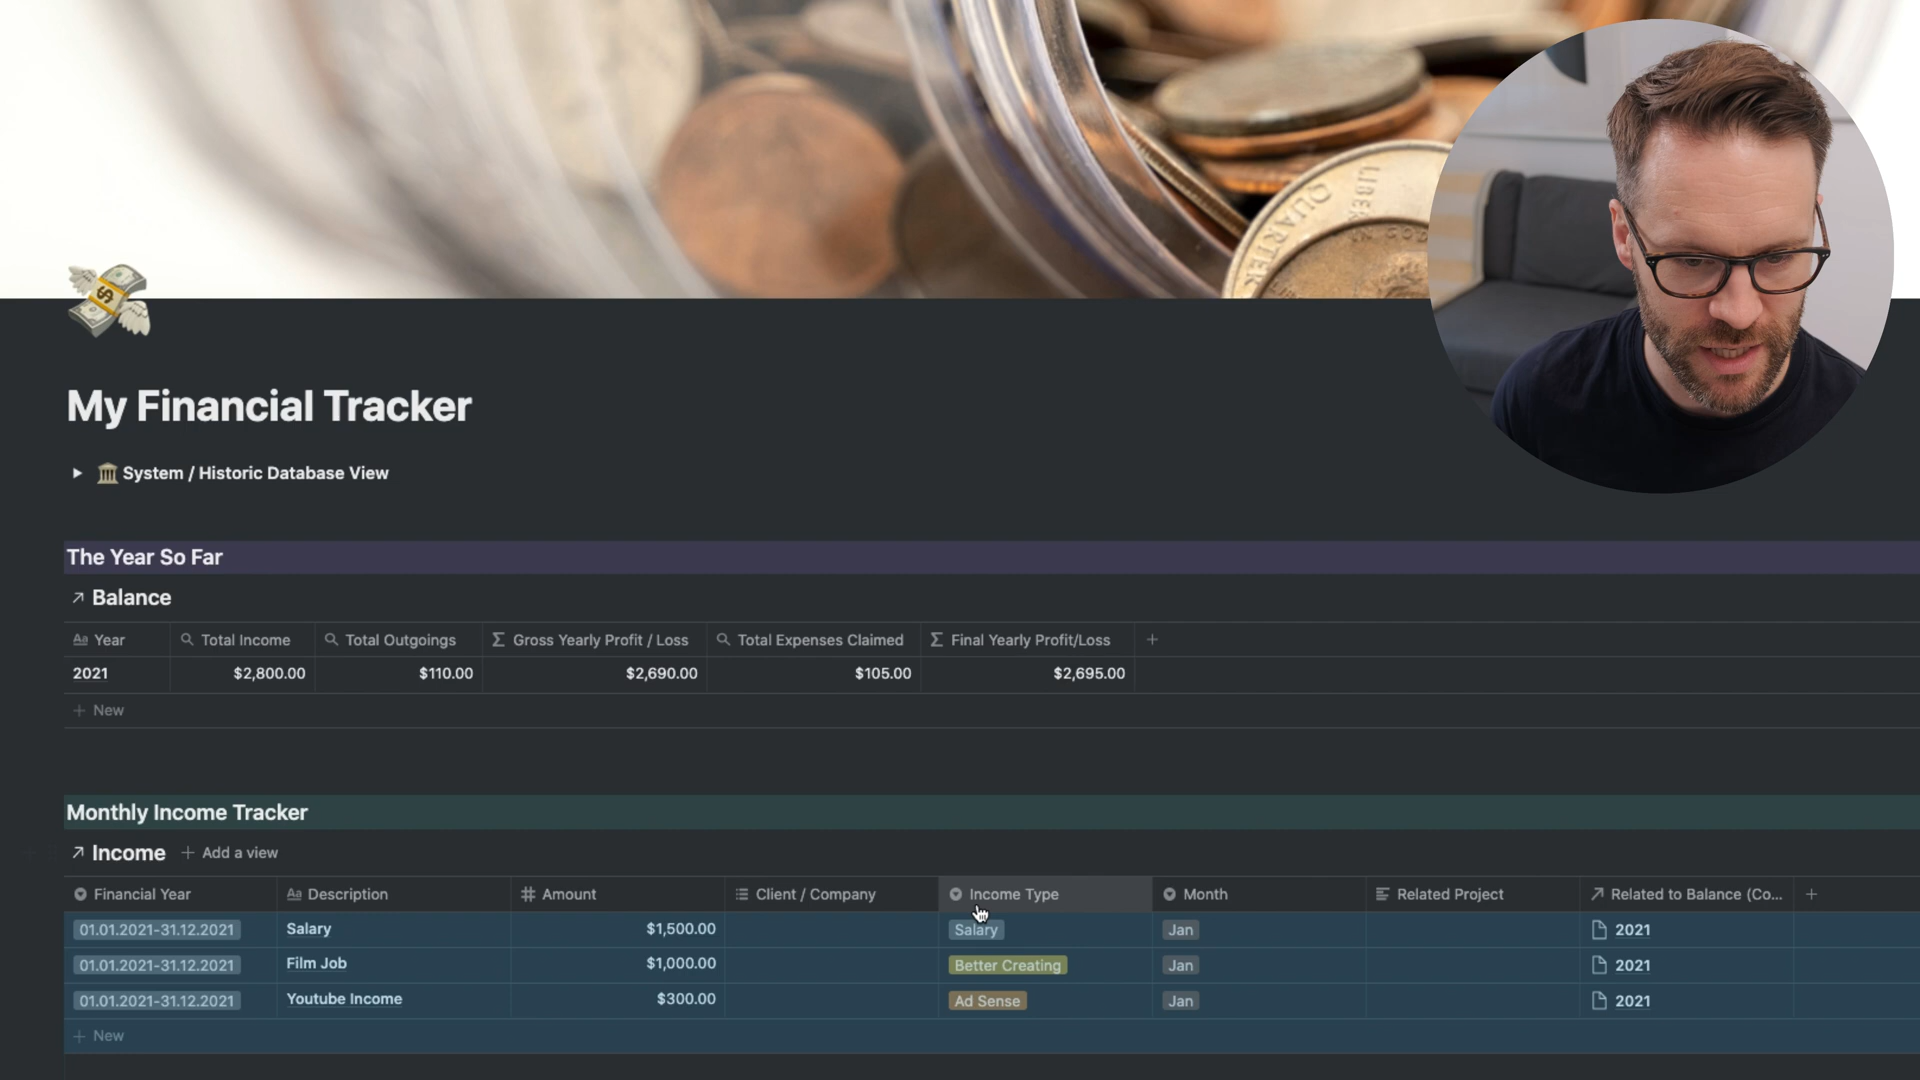 LIBER
QUARTER
My Financial Tracker
System / Historic Database View
The Year So Far
Balance
Aa Year Total Income Total Outgoings Σ Gross Yearly Profit / Loss Total Expenses Claimed Σ Final Yearly Profit/Loss +
2021 $2,800.00 $110.00 $2,690.00 $105.00 $2,695.00
+ New
Monthly Income Tracker
Income + Add a view
Financial Year Aa Description # Amount Client / Company Income Type Month Related Project Related to Balance (Co... +
01.01.2021-31.12.2021 Salary $1,500.00 Salary Jan 2021
01.01.2021-31.12.2021 Film Job $1,000.00 Better Creating Jan 2021
01.01.2021-31.12.2021 Youtube Income $300.00 Ad Sense Jan 2021
+ New